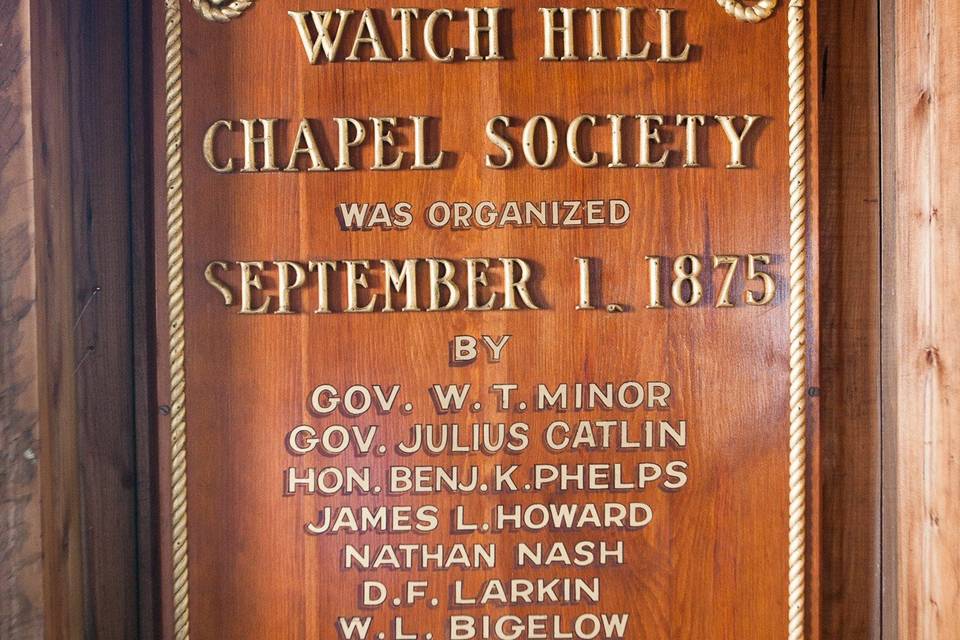 WATCH HILL
CHAPEL SOCIETY
WAS ORGANIZED
SEPTEMBER 1. 1875
BY
GOV. W. T. MINOR
GOV. JULIUS CATLIN
HON. BENJ. K. PHELPS
JAMES L. HOWARD
NATHAN NASH
D. F. LARKIN
W. L. BIGELOW